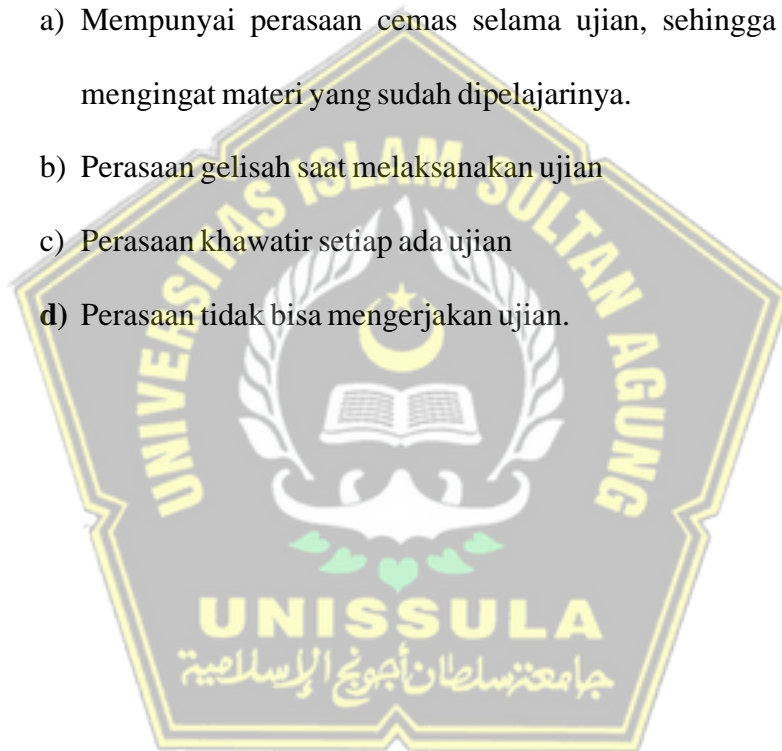 a) Mempunyai perasaan cemas selama ujian, sehingga
mengingat materi yang sudah dipelajarinya.
b) Perasaan gelisah saat melaksanakan ujian
c) Perasaan khawatir setiap ada ujian
d) Perasaan tidak bisa mengerjakan ujian.
UNIVERSITAS ISLAM SULTAN AGUNG
UNISSULA
جامعة سلطان أجونج الإسلامية